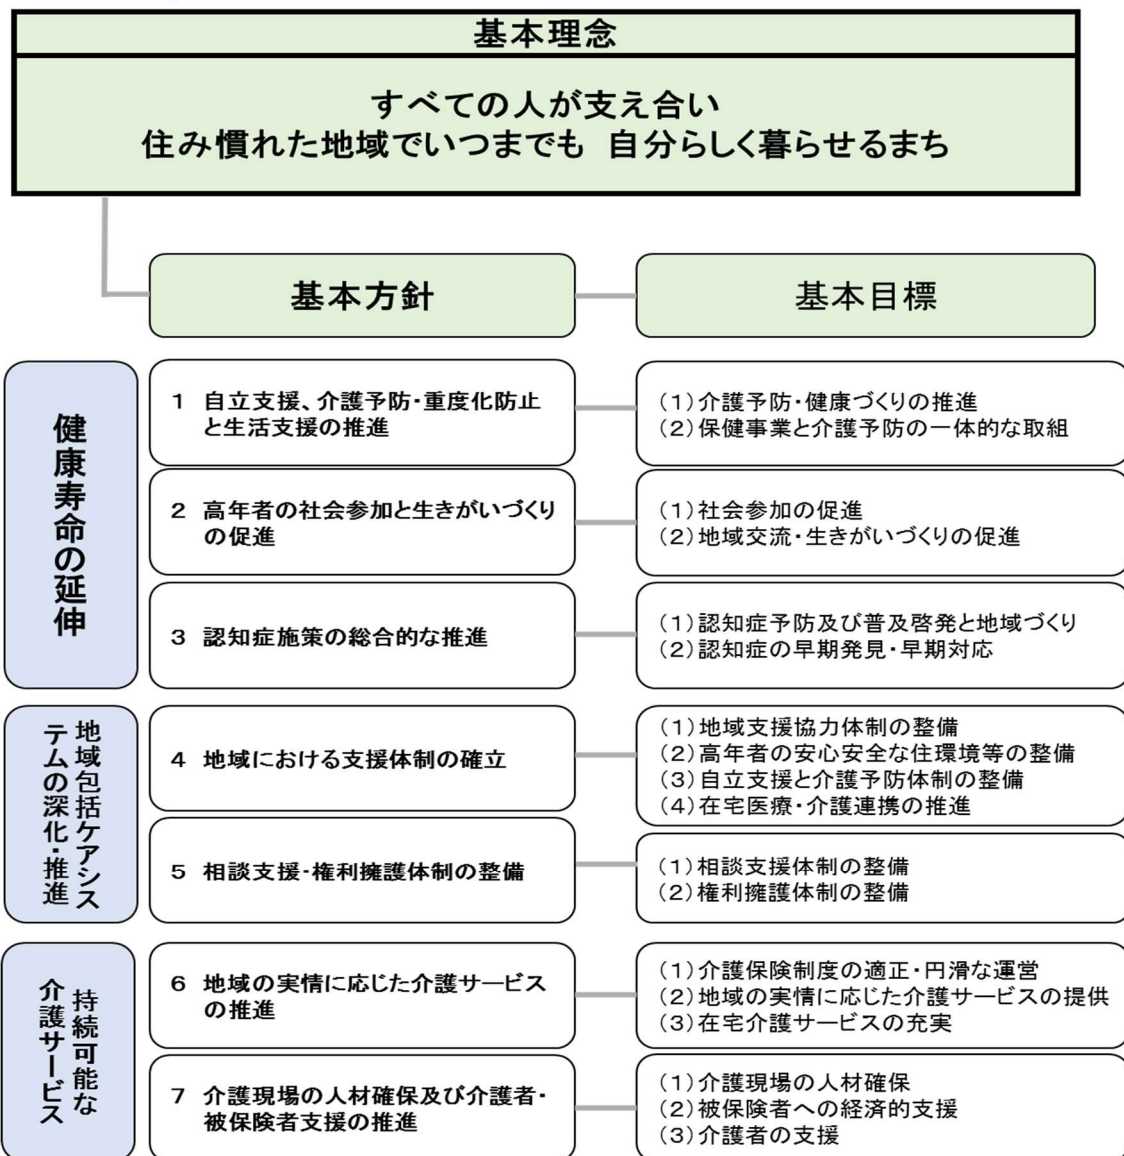 基本理念
すべての人が支え合い
住み慣れた地域でいつまでも 自分らしく暮らせるまち
基本方針
基本目標
健康寿命の延伸
1 自立支援、介護予防・重度化防止
と生活支援の推進
(1)介護予防・健康づくりの推進
(2)保健事業と介護予防の一体的な取組
2 高年者の社会参加と生きがいづくり
の促進
(1)社会参加の促進
(2)地域交流・生きがいづくりの促進
3 認知症施策の総合的な推進
(1)認知症予防及び普及啓発と地域づくり
(2)認知症の早期発見・早期対応
地域包括ケアシス
テムの深化・推進
4 地域における支援体制の確立
(1)地域支援協力体制の整備
(2)高年者の安心安全な住環境等の整備
(3)自立支援と介護予防体制の整備
(4)在宅医療・介護連携の推進
5 相談支援・権利擁護体制の整備
(1)相談支援体制の整備
(2)権利擁護体制の整備
持続可能な
介護サービス
6 地域の実情に応じた介護サービス
の推進
(1)介護保険制度の適正・円滑な運営
(2)地域の実情に応じた介護サービスの提供
(3)在宅介護サービスの充実
7 介護現場の人材確保及び介護者・
被保険者支援の推進
(1)介護現場の人材確保
(2)被保険者への経済的支援
(3)介護者の支援